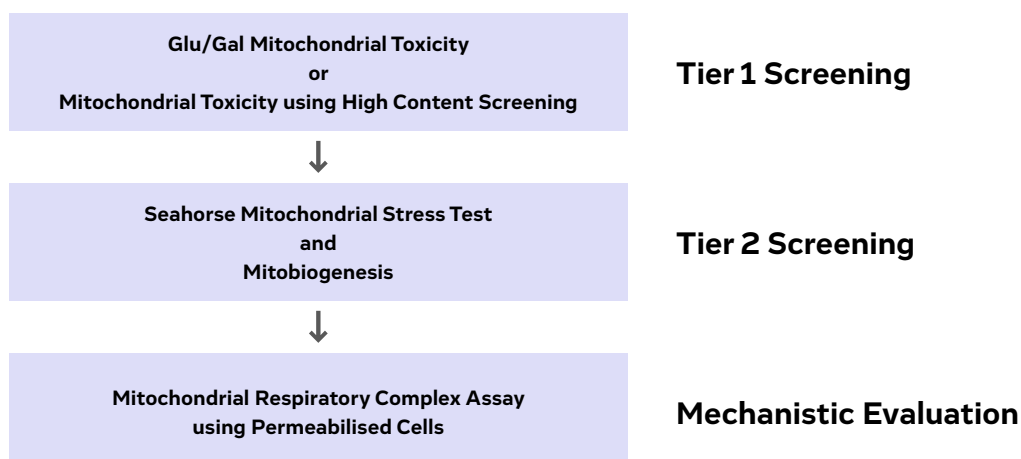 Glu/Gal Mitochondrial Toxicity
or
Mitochondrial Toxicity using High Content Screening
Tier 1 Screening
Seahorse Mitochondrial Stress Test
and
Mitobiogenesis
Tier 2 Screening
Mitochondrial Respiratory Complex Assay
using Permeabilised Cells
Mechanistic Evaluation